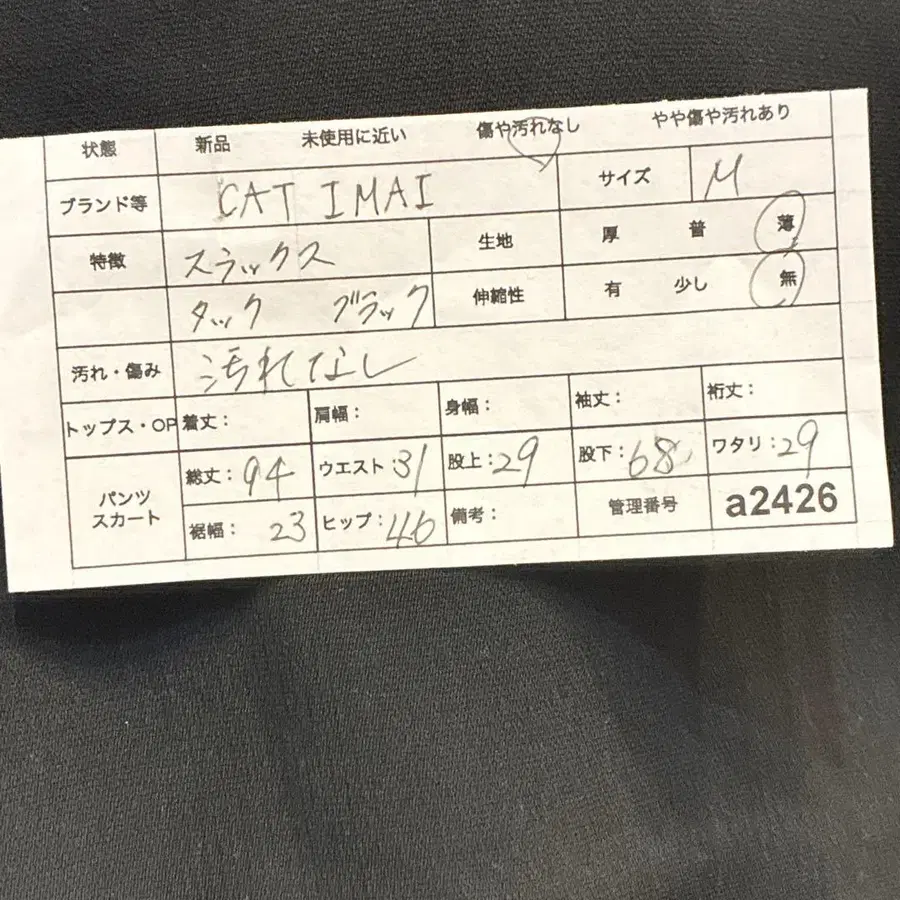 状態 新品 未使用に近い 傷や汚れなし やや傷や汚れあり
ブランド等 CAT IMAI サイズ M
特徴 スラックス 生地 厚 普 薄
タック ブラック 伸縮性 有 少し 無
汚れ・傷み 汚れなし
トップス・OP 着丈: 肩幅: 身幅: 袖丈: 裄丈:
パンツ スカート 総丈:94 ウエスト:31 股上:29 股下:68 ワタリ:29
裾幅: 23 ヒップ:46 備考: 管理番号 a2426